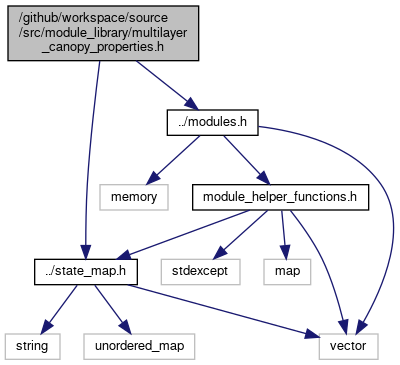 /github/workspace/source
/src/module_library/multilayer
_canopy_properties.h
../modules.h
memory
module_helper_functions.h
../state_map.h
stdexcept
map
string
unordered_map
vector